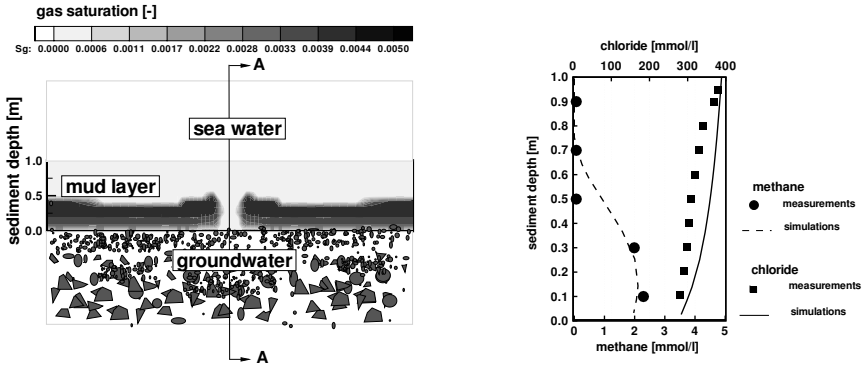 gas saturation [-]
Sg: 0.0000 0.0006 0.0011 0.0017 0.0022 0.0028 0.0033 0.0039 0.0044 0.0050
A
sea water
sediment depth [m]
1.0
0.5
0.0
mud layer
groundwater
A
chloride [mmol/l]
0 100 200 300 400
sediment depth [m]
1.0
0.9
0.8
0.7
0.6
0.5
0.4
0.3
0.2
0.1
0.0
0 1 2 3 4 5
methane [mmol/l]
methane
measurements
simulations
chloride
measurements
simulations